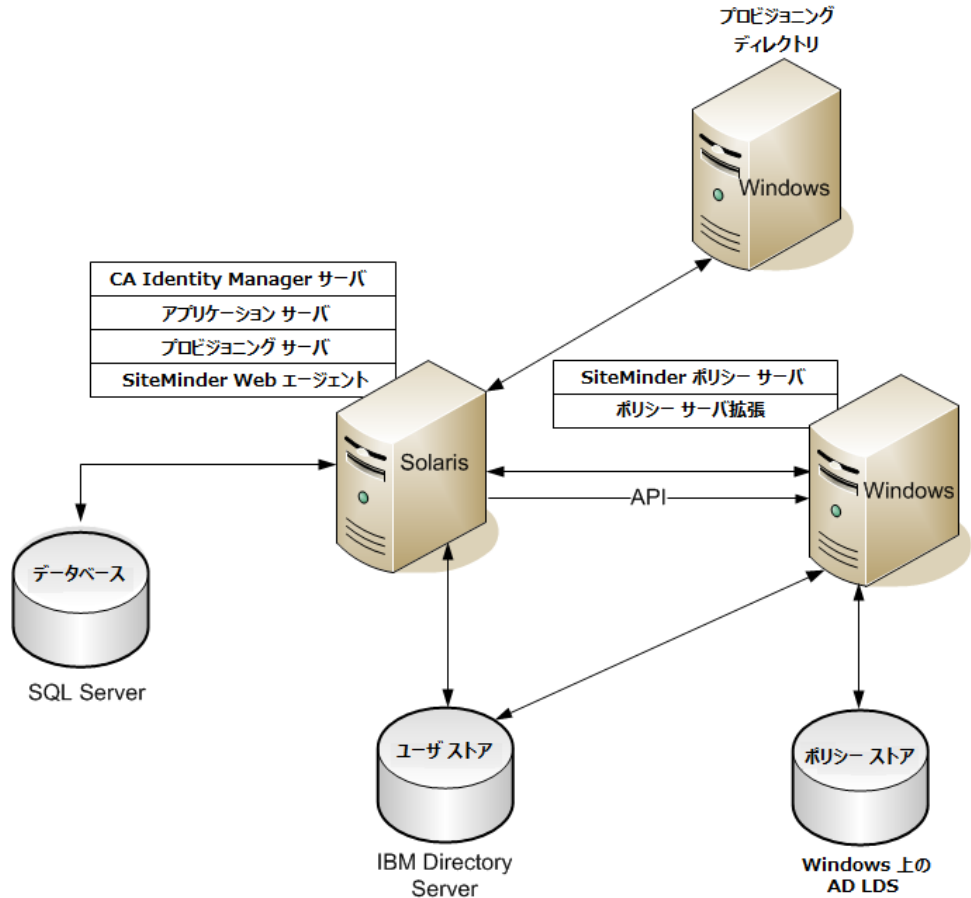 プロビジョニング
ディレクトリ
Windows
CA Identity Manager サーバ
アプリケーション サーバ
プロビジョニング サーバ
SiteMinder Web エージェント
SiteMinder ポリシー サーバ
ポリシー サーバ拡張
Solaris
API
Windows
データベース
SQL Server
ユーザ ストア
IBM Directory
Server
ポリシー ストア
Windows 上の
AD LDS